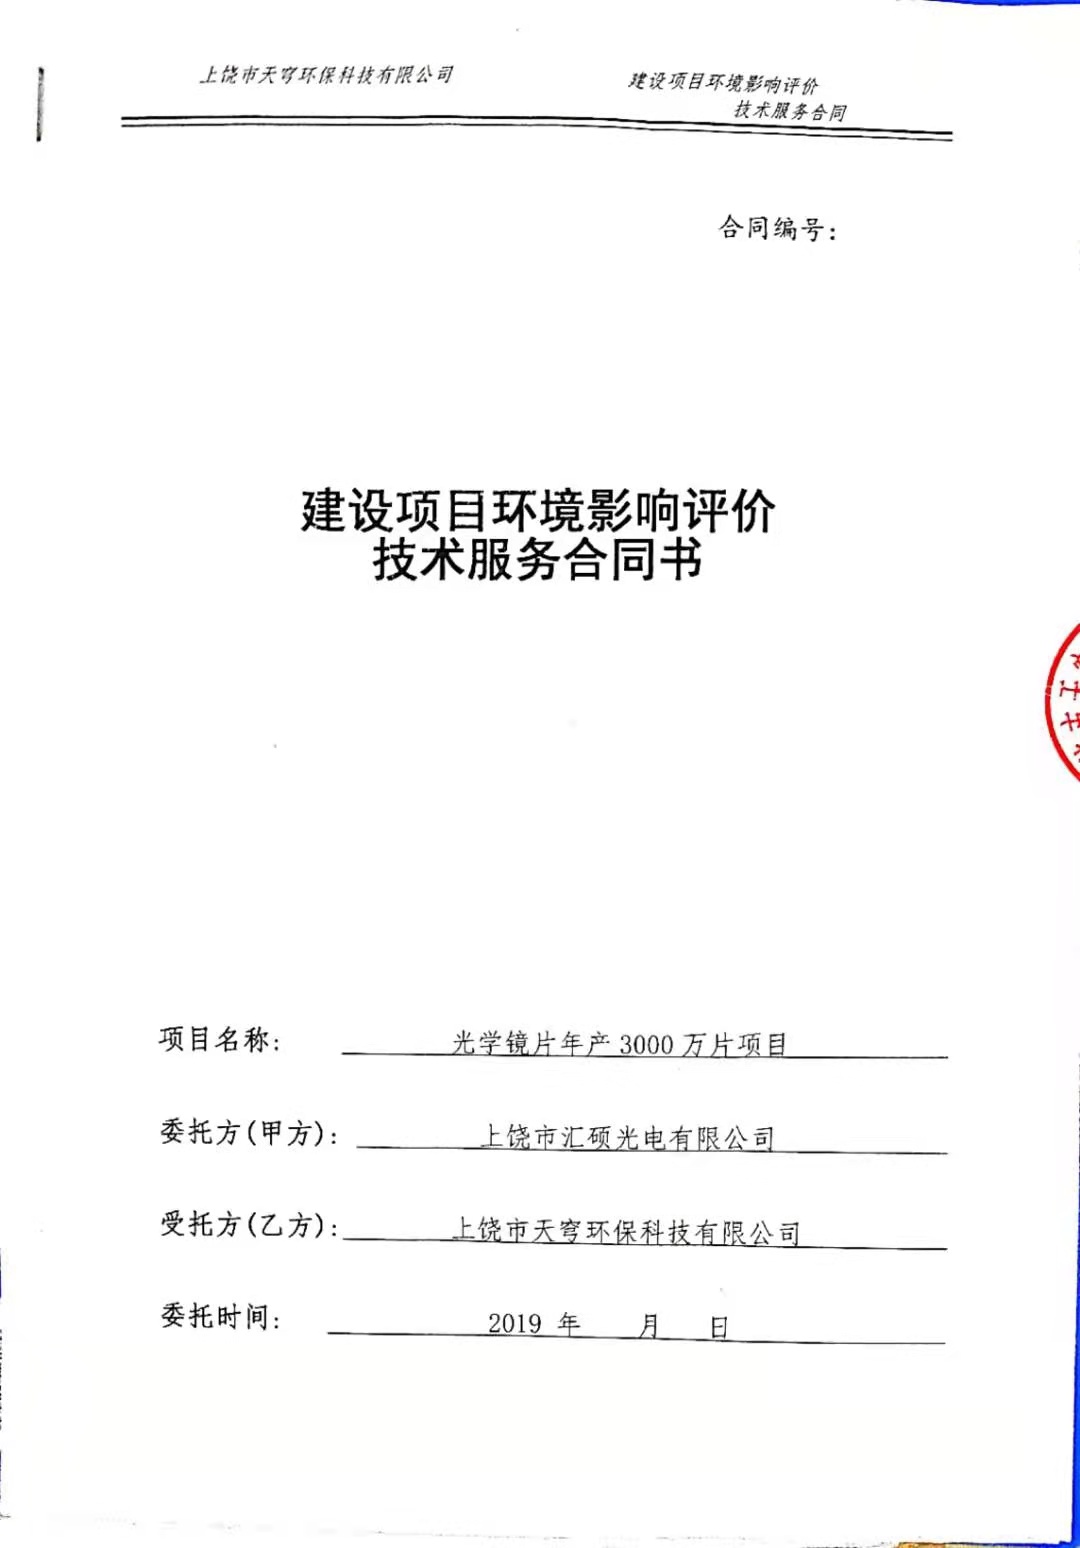 上饶市天穹环保科技有限公司
建设项目环境影响评价
技术服务合同
合同编号:
建设项目环境影响评价
技术服务合同书
项目名称: 光学镜片年产 3000 万片项目
委托方(甲方): 上饶市汇硕光电有限公司
受托方(乙方): 上饶市天穹环保科技有限公司
委托时间: 2019 年 月 日